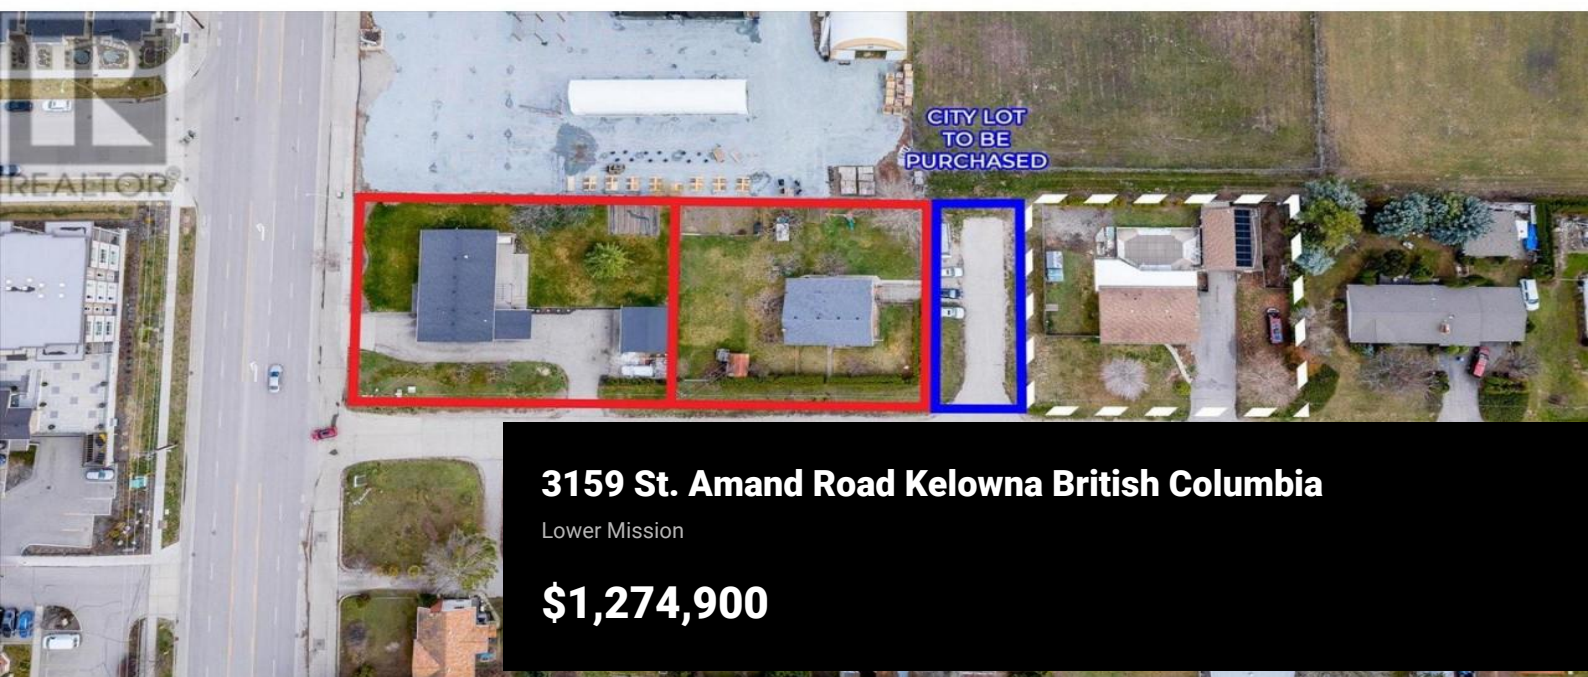 REALTOR®
CITY LOT
TO BE
PURCHASED
3159 St. Amand Road Kelowna British Columbia
Lower Mission
$1,274,900